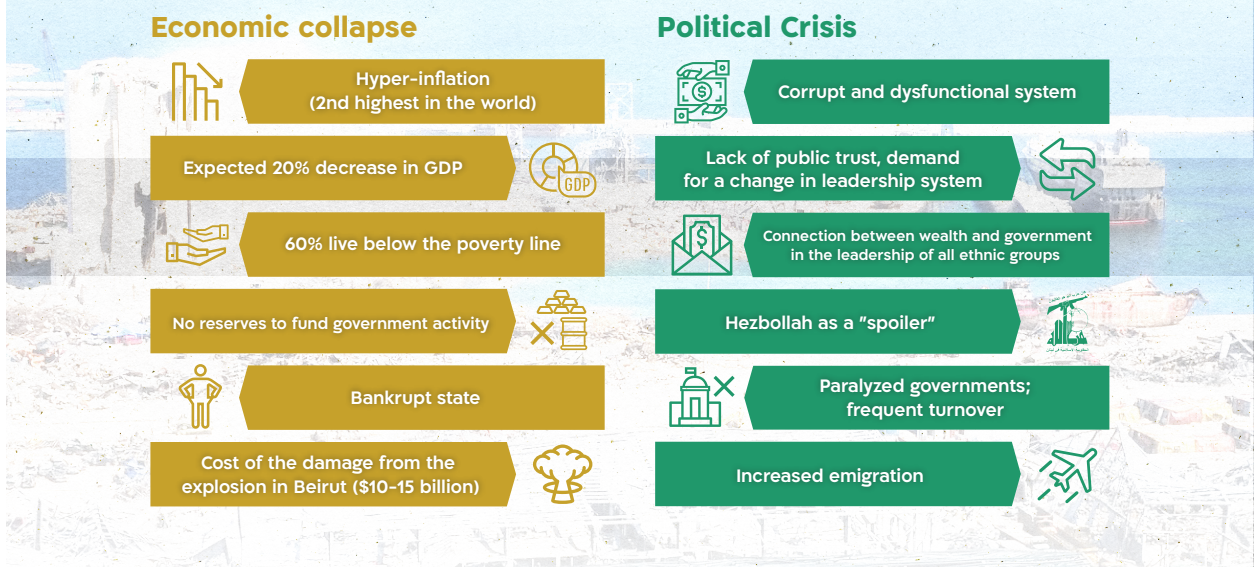 Economic collapse
Hyper-inflation
(2nd highest in the world)
Expected 20% decrease in GDP
GDP
60% live below the poverty line
No reserves to fund government activity
Bankrupt state
Cost of the damage from the
explosion in Beirut ($10-15 billion)
Political Crisis
Corrupt and dysfunctional system
Lack of public trust, demand
for a change in leadership system
Connection between wealth and government
in the leadership of all ethnic groups
Hezbollah as a "spoiler"
Paralyzed governments;
frequent turnover
Increased emigration